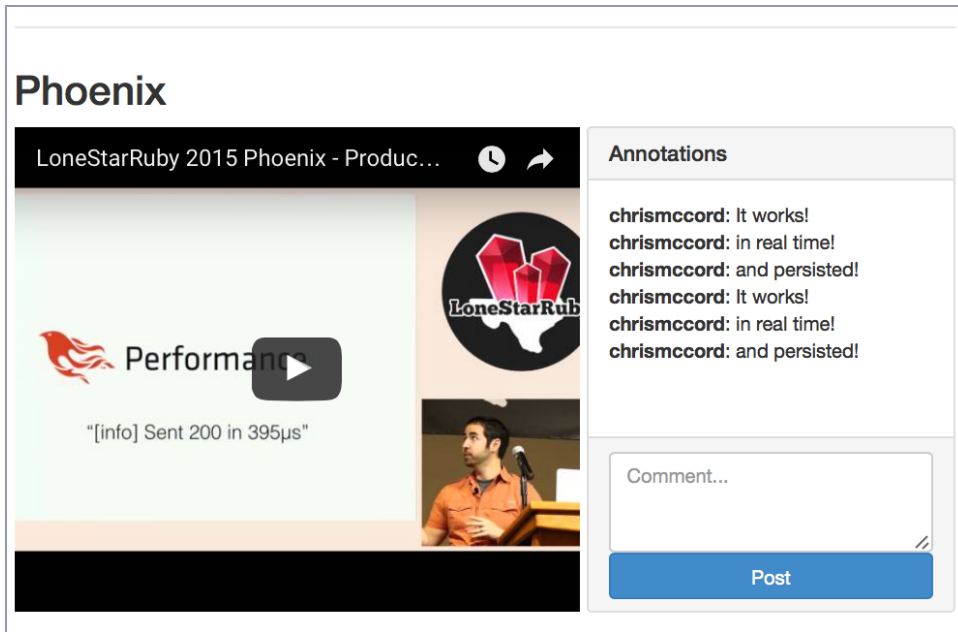 Phoenix
LoneStarRuby 2015 Phoenix - Produc...
LoneStarRub
Performance
“[info] Sent 200 in 395µs”
Annotations
chrismccord: It works!
chrismccord: in real time!
chrismccord: and persisted!
chrismccord: It works!
chrismccord: in real time!
chrismccord: and persisted!
Comment...
Post